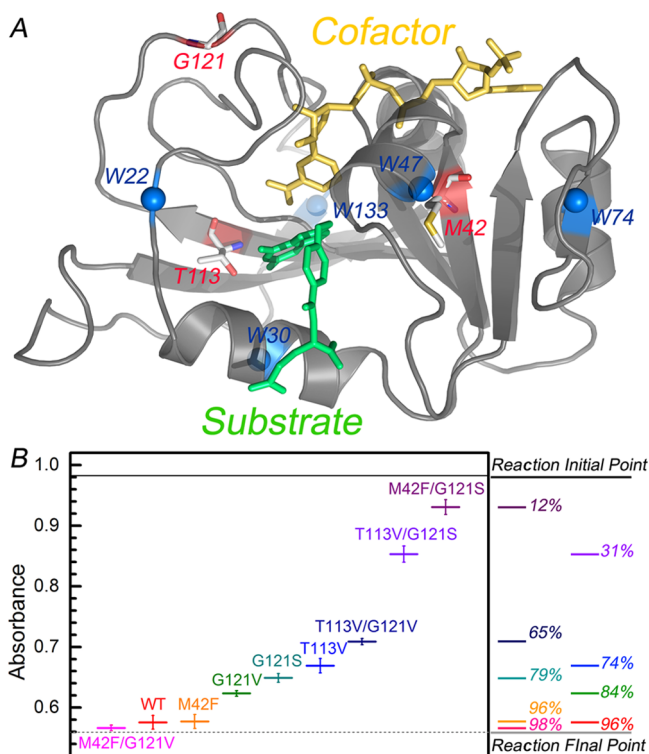 A
Cofactor
G121
W22
W47
W133
M42
W74
T113
W30
Substrate
B
Absorbance
1.0
0.9
0.8
0.7
0.6
M42F/G121V
WT
M42F
G121V
G121S
T113V
T113V/G121V
T113V/G121S
M42F/G121S
Reaction Initial Point
12%
31%
65%
74%
79%
84%
96%
98%
96%
Reaction FInal Point